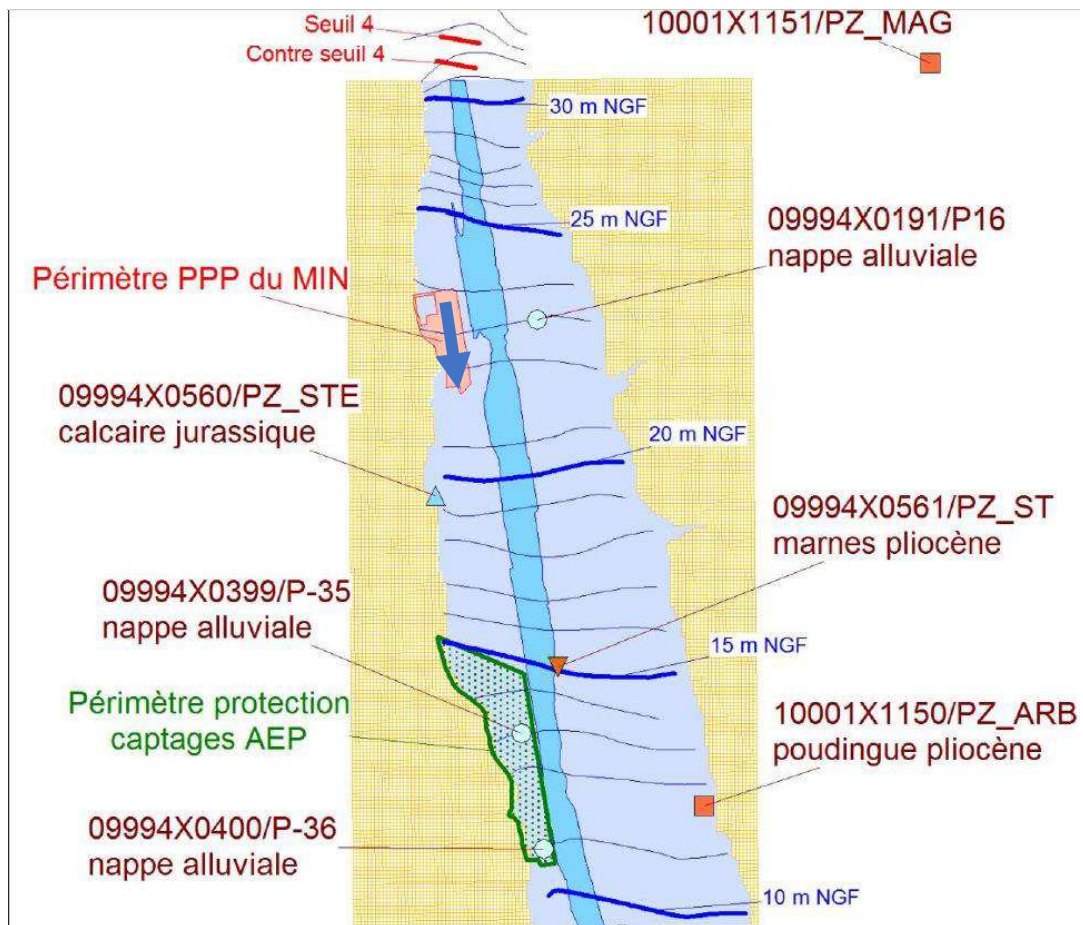 Seuil 4
Contre seuil 4
10001X1151/PZ_MAG
30 m NGF
25 m NGF
09994X0191/P16
nappe alluviale
Périmètre PPP du MIN
09994X0560/PZ_STE
calcaire jurassique
20 m NGF
09994X0561/PZ_ST
marnes pliocène
09994X0399/P-35
nappe alluviale
15 m NGF
Périmètre protection
captages AEP
10001X1150/PZ_ARB
poudingue pliocène
09994X0400/P-36
nappe alluviale
10 m NGF